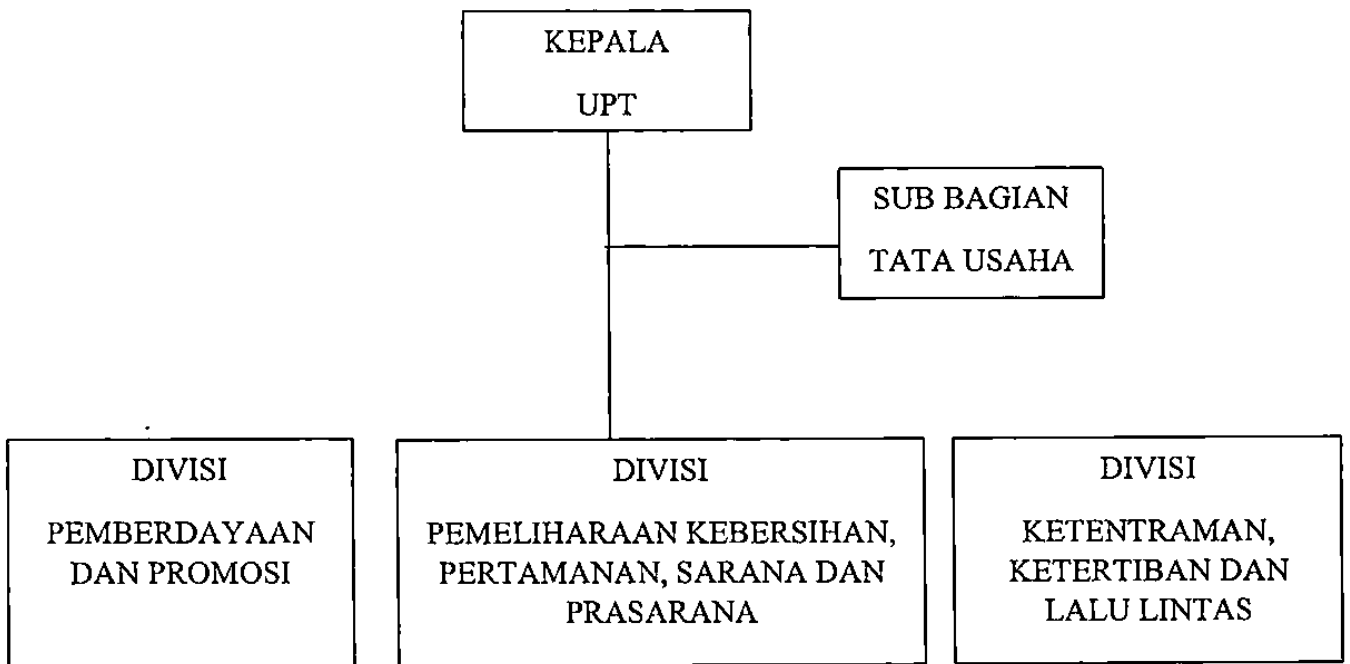 KEPALA
UPT
SUB BAGIAN
TATA USAHA
DIVISI
PEMBERDAYAAN
DAN PROMOSI
DIVISI
PEMELIHARAAN KEBERSIHAN,
PERTAMANAN, SARANA DAN
PRASARANA
DIVISI
KETENTRAMAN,
KETERTIBAN DAN
LALU LINTAS